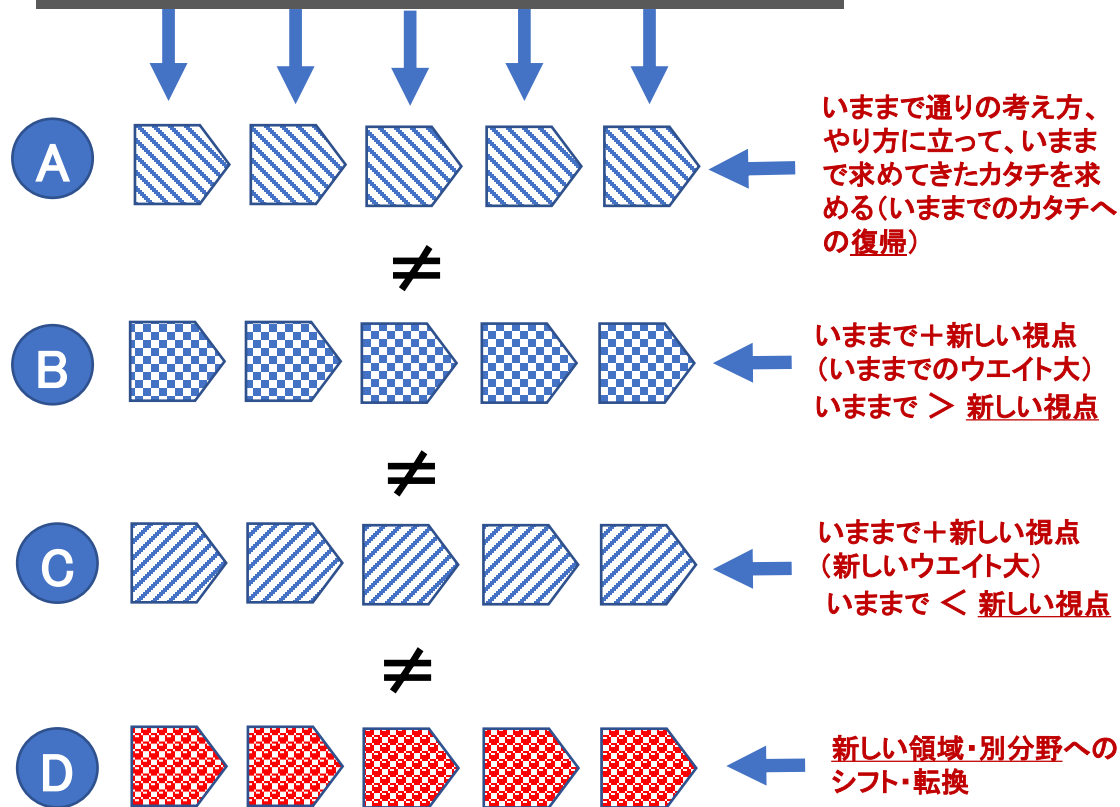 A
いままで通りの考え方、
やり方に立って、いまま
で求めてきたカタチを求
める(いままでのカタチへ
の復帰)
≠
B
いままで＋新しい視点
(いままでのウエイト大)
いままで ＞ 新しい視点
≠
C
いままで＋新しい視点
(新しいウエイト大)
いままで ＜ 新しい視点
≠
D
新しい領域・別分野への
シフト・転換